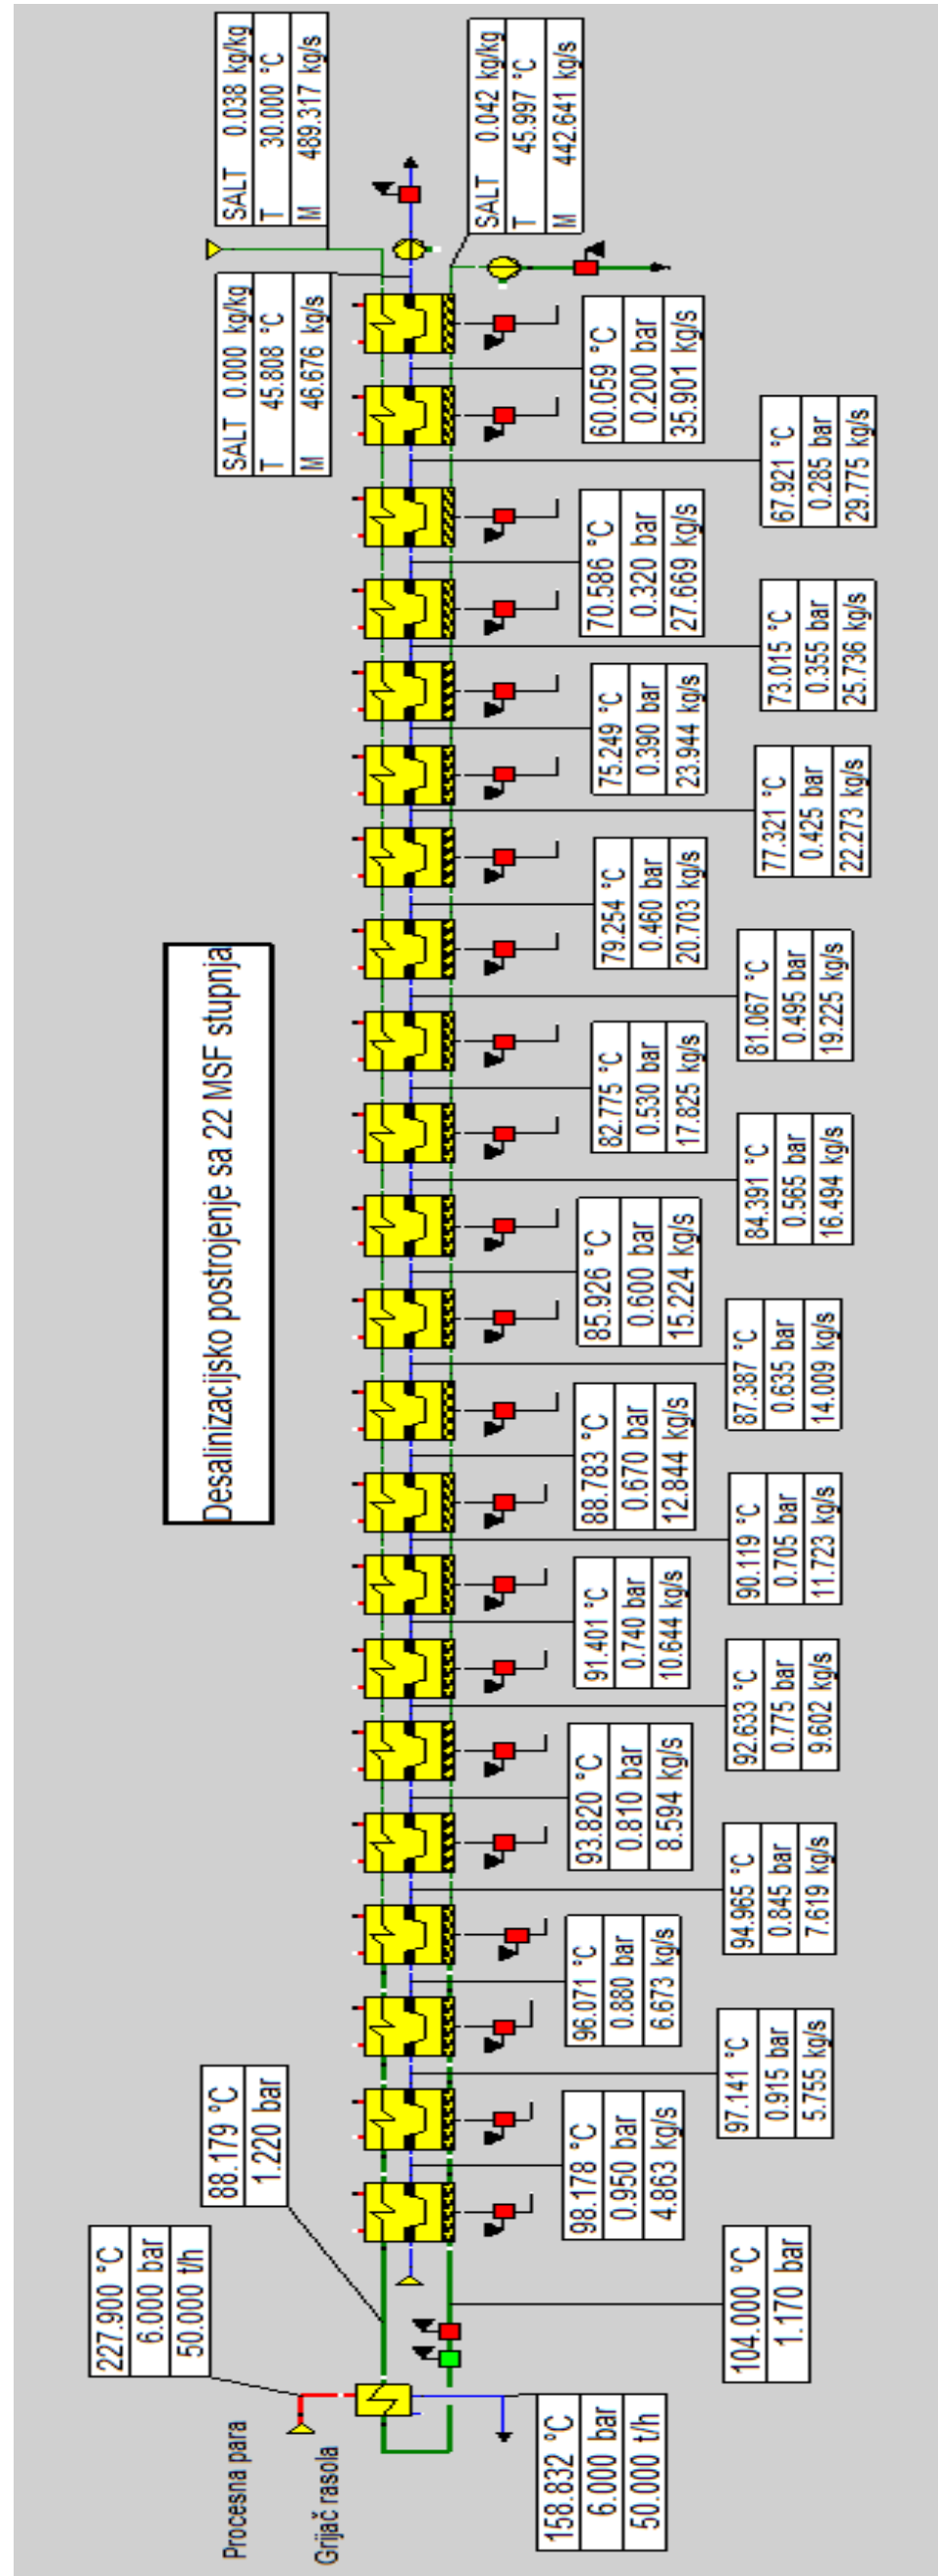 Desalinizacijsko postrojenje sa 22 MSF stupnja
Procesna para
Grijač rasola
227.900 °C
6.000 bar
50.000 t/h
88.179 °C
1.220 bar
158.832 °C
6.000 bar
50.000 t/h
104.000 °C
1.170 bar
98.178 °C
0.950 bar
4.863 kg/s
97.141 °C
0.915 bar
5.755 kg/s
96.071 °C
0.880 bar
6.673 kg/s
94.965 °C
0.845 bar
7.619 kg/s
93.820 °C
0.810 bar
8.594 kg/s
92.633 °C
0.775 bar
9.602 kg/s
91.401 °C
0.740 bar
10.644 kg/s
90.119 °C
0.705 bar
11.723 kg/s
88.783 °C
0.670 bar
12.844 kg/s
87.387 °C
0.635 bar
14.009 kg/s
85.926 °C
0.600 bar
15.224 kg/s
84.391 °C
0.565 bar
16.494 kg/s
82.775 °C
0.530 bar
17.825 kg/s
81.067 °C
0.495 bar
19.225 kg/s
79.254 °C
0.460 bar
20.703 kg/s
77.321 °C
0.425 bar
22.273 kg/s
75.249 °C
0.390 bar
23.944 kg/s
73.015 °C
0.355 bar
25.736 kg/s
70.586 °C
0.320 bar
27.669 kg/s
67.921 °C
0.285 bar
29.775 kg/s
60.059 °C
0.200 bar
35.901 kg/s
SALT 0.000 kg/kg
T 45.808 °C
M 46.676 kg/s
SALT 0.038 kg/kg
T 30.000 °C
M 489.317 kg/s
SALT 0.042 kg/kg
T 45.997 °C
M 442.641 kg/s